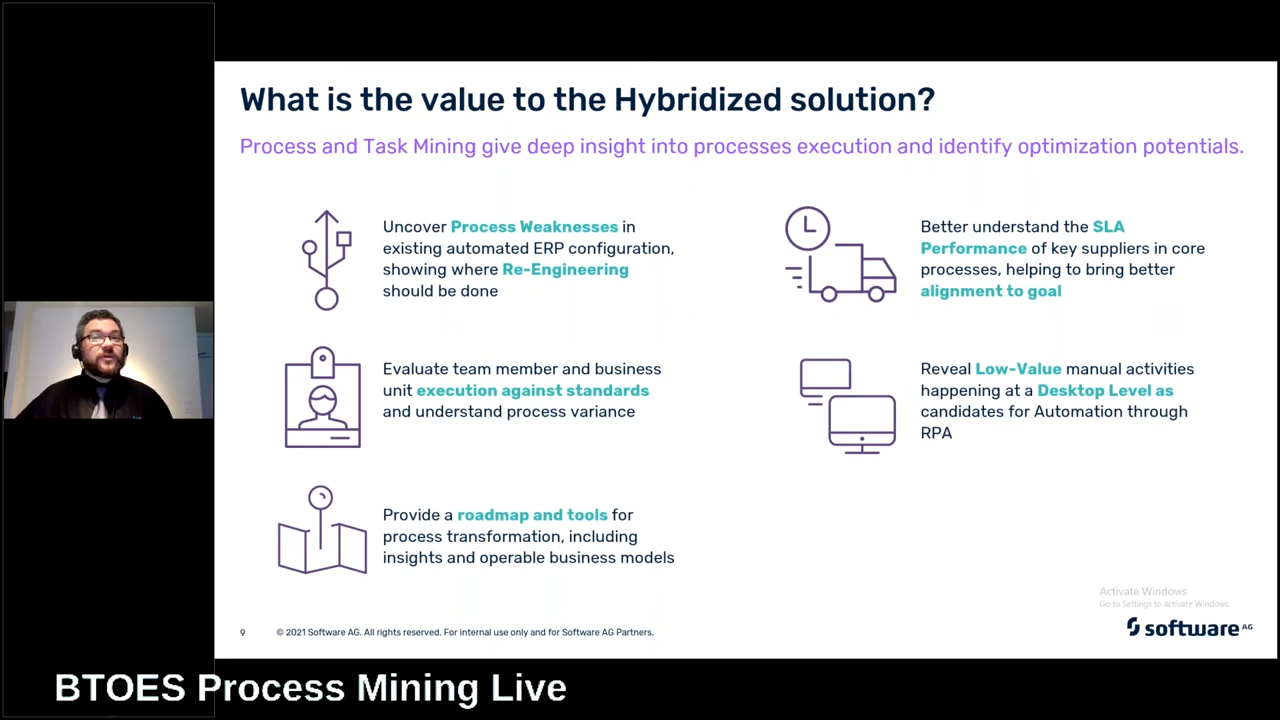 What is the value to the Hybridized solution?
Process and Task Mining give deep insight into processes execution and identify optimization potentials.
Uncover Process Weaknesses in
existing automated ERP configuration,
showing where Re-Engineering
should be done
Evaluate team member and business
unit execution against standards
and understand process variance
Provide a roadmap and tools for
process transformation, including
insights and operable business models
Better understand the SLA
Performance of key suppliers in core
processes, helping to bring better
alignment to goal
Reveal Low-Value manual activities
happening at a Desktop Level as
candidates for Automation through
RPA
Activate Windows
Go to Settings to activate Windows.
9
© 2021 Software AG. All rights reserved. For internal use only and for Software AG Partners.
software AG
BTOES Process Mining Live